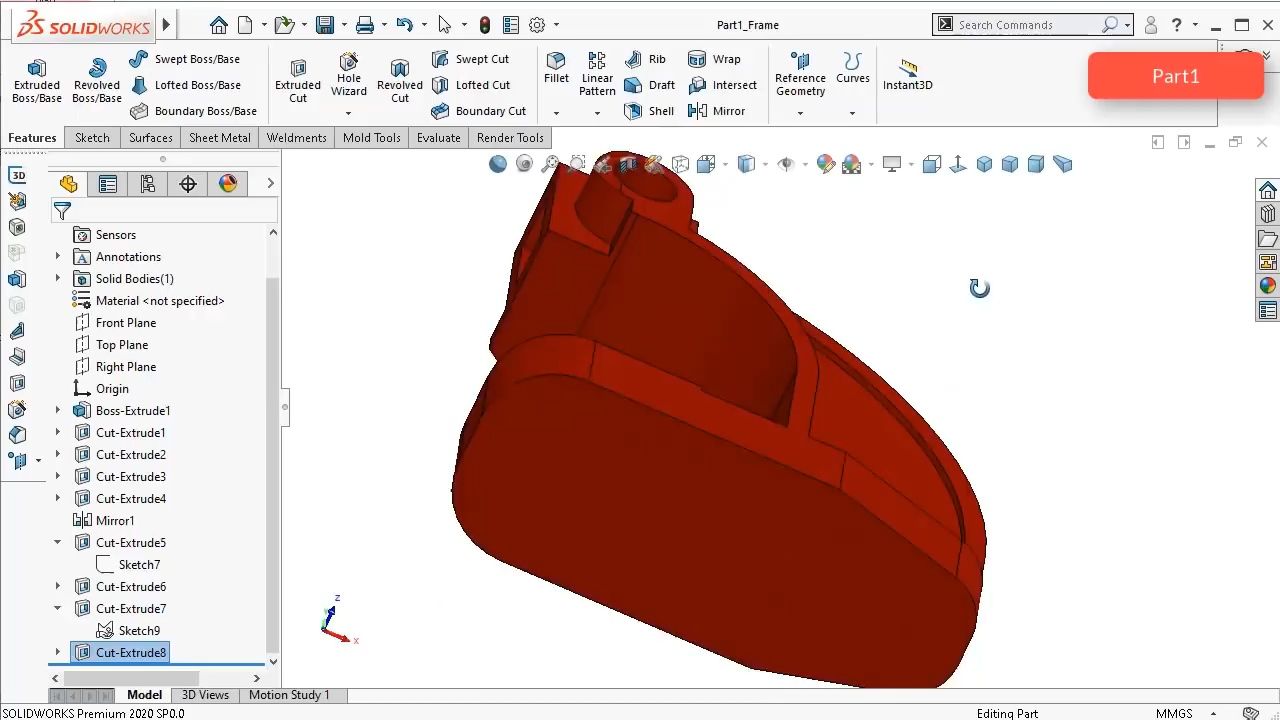 SOLIDWORKS
Part1_Frame
Search Commands
?
Part1
Extruded Boss/Base
Revolved Boss/Base
Swept Boss/Base
Lofted Boss/Base
Boundary Boss/Base
Extruded Cut
Hole Wizard
Revolved Cut
Swept Cut
Lofted Cut
Boundary Cut
Fillet
Linear Pattern
Rib
Draft
Shell
Wrap
Intersect
Mirror
Reference Geometry
Curves
Instant3D
Features
Sketch
Surfaces
Sheet Metal
Weldments
Mold Tools
Evaluate
Render Tools
3D
Sensors
Annotations
Solid Bodies(1)
Material <not specified>
Front Plane
Top Plane
Right Plane
Origin
Boss-Extrude1
Cut-Extrude1
Cut-Extrude2
Cut-Extrude3
Cut-Extrude4
Mirror1
Cut-Extrude5
Sketch7
Cut-Extrude6
Cut-Extrude7
Sketch9
Cut-Extrude8
z
x
Model
3D Views
Motion Study 1
SOLIDWORKS Premium 2020 SP0.0
Editing Part
MMGS